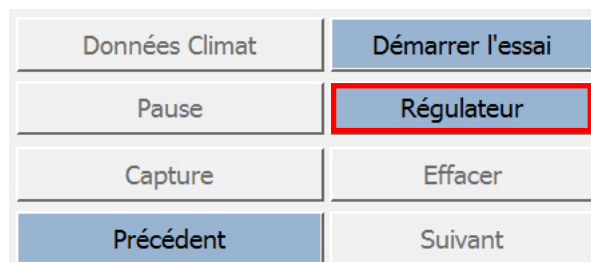 Données Climat
Démarrer l'essai
Pause
Régulateur
Capture
Effacer
Précédent
Suivant